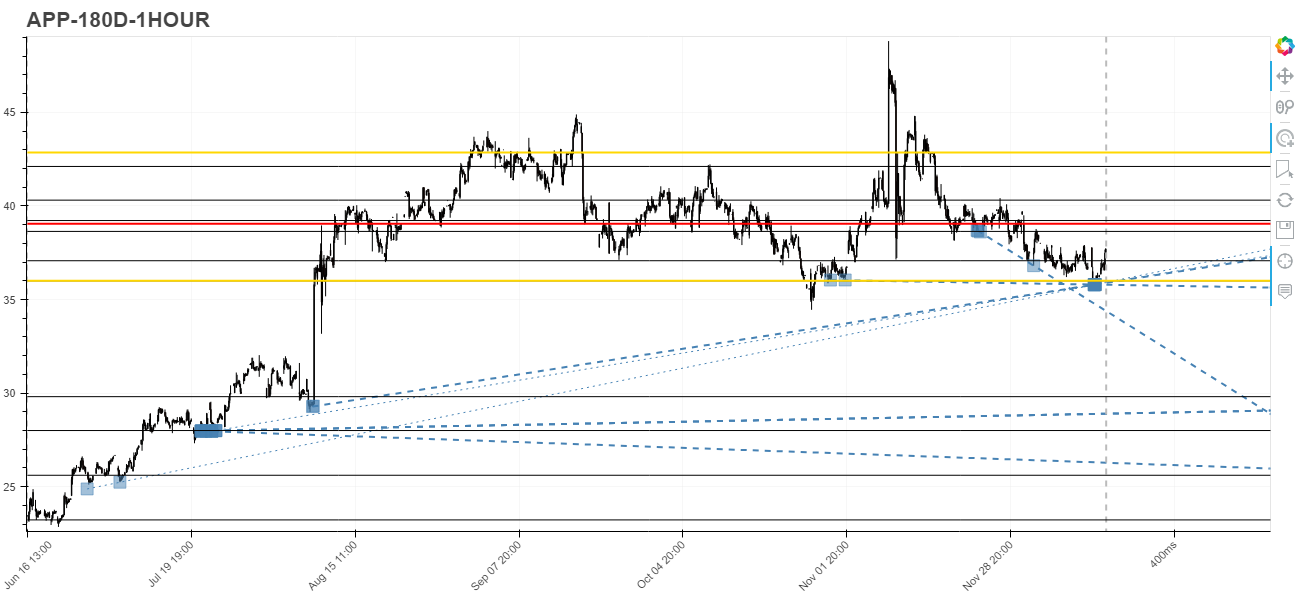 APP-180D-1HOUR
45
40
35
30
25
Jun 16 13:00
Jul 19 19:00
Aug 15 11:00
Sep 07 20:00
Oct 04 20:00
Nov 01 20:00
Nov 28 20:00
400ms